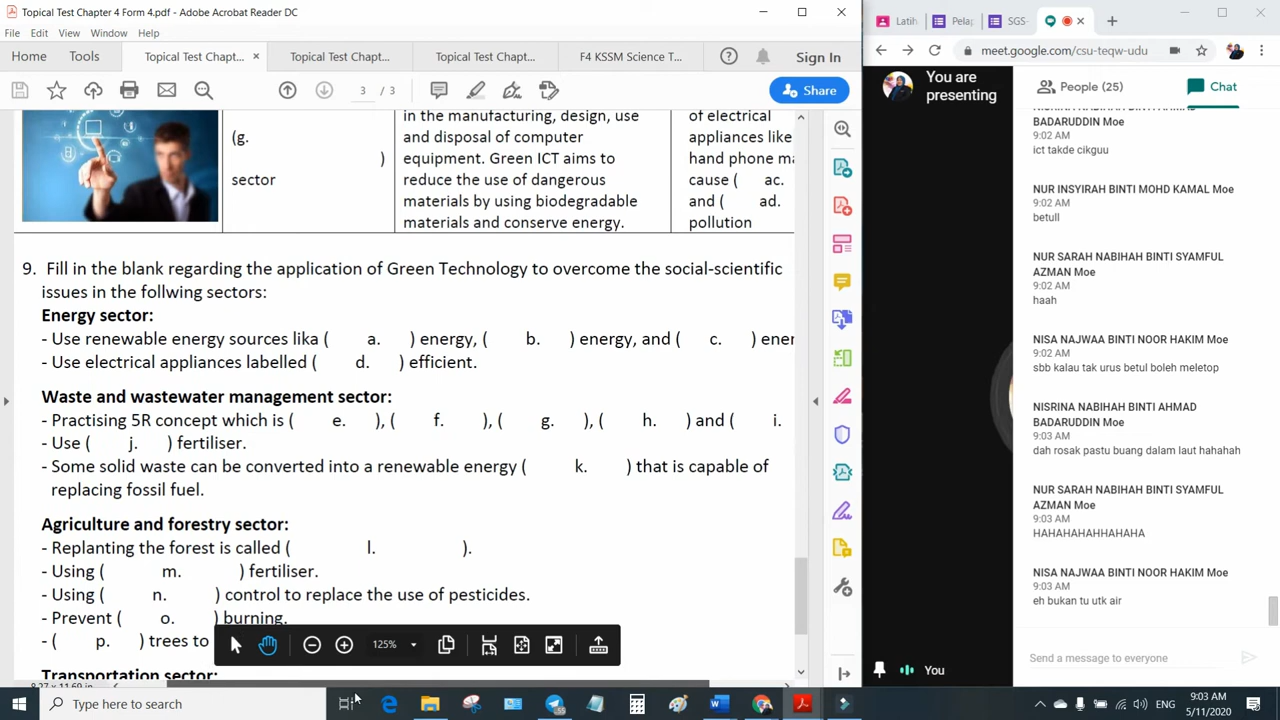 Topical Test Chapter 4 Form 4.pdf - Adobe Acrobat Reader DC
File Edit View Window Help
Home Tools Topical Test Chapt... × Topical Test Chapt... Topical Test Chapt... F4 KSSM Science T... Sign In
3 / 3 Share
(g.
)
sector
in the manufacturing, design, use
and disposal of computer
equipment. Green ICT aims to
reduce the use of dangerous
materials by using biodegradable
materials and conserve energy.
of electrical
appliances like
hand phone ma
cause ( ac.
and ( ad.
pollution
9. Fill in the blank regarding the application of Green Technology to overcome the social-scientific
issues in the follwing sectors:
Energy sector:
- Use renewable energy sources lika ( a. ) energy, ( b. ) energy, and ( c. ) ener
- Use electrical appliances labelled ( d. ) efficient.
Waste and wastewater management sector:
- Practising 5R concept which is ( e. ), ( f. ), ( g. ), ( h. ) and ( i.
- Use ( j. ) fertiliser.
- Some solid waste can be converted into a renewable energy ( k. ) that is capable of
replacing fossil fuel.
Agriculture and forestry sector:
- Replanting the forest is called ( l. ).
- Using ( m. ) fertiliser.
- Using ( n. ) control to replace the use of pesticides.
- Prevent ( o. ) burning.
- ( p. ) trees to
Transportation sector:
125%
8.27 x 11.69 in
Latih
Pela
SGS-
meet.google.com/csu-teqw-udu
You are
presenting
People (25) Chat
BADARUDDIN Moe
9:02 AM
ict takde cikguu
NUR INSYIRAH BINTI MOHD KAMAL Moe
9:02 AM
betull
NUR SARAH NABIHAH BINTI SYAMFUL
AZMAN Moe
9:02 AM
haah
NISA NAJWAA BINTI NOOR HAKIM Moe
9:02 AM
sbb kalau tak urus betul boleh meletop
NISRINA NABIHAH BINTI AHMAD
BADARUDDIN Moe
9:03 AM
dah rosak pastu buang dalam laut hahahah
NUR SARAH NABIHAH BINTI SYAMFUL
AZMAN Moe
9:03 AM
HAHAHAHAHHAHAHA
NISA NAJWAA BINTI NOOR HAKIM Moe
9:03 AM
eh bukan tu utk air
Send a message to everyone
You
Type here to search
ENG
9:03 AM
5/11/2020